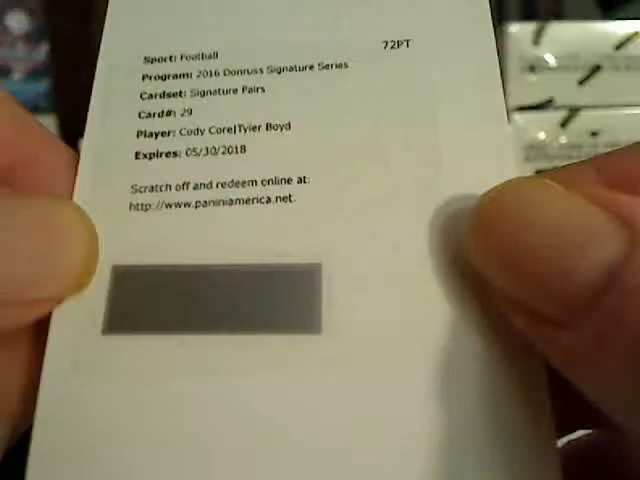 72PT
Sport: Football
Program: 2016 Donruss Signature Series
Cardset: Signature Pairs
Card#: 29
Player: Cody Core|Tyler Boyd
Expires: 05/30/2018
Scratch off and redeem online at:
http://www.paniniamerica.net.